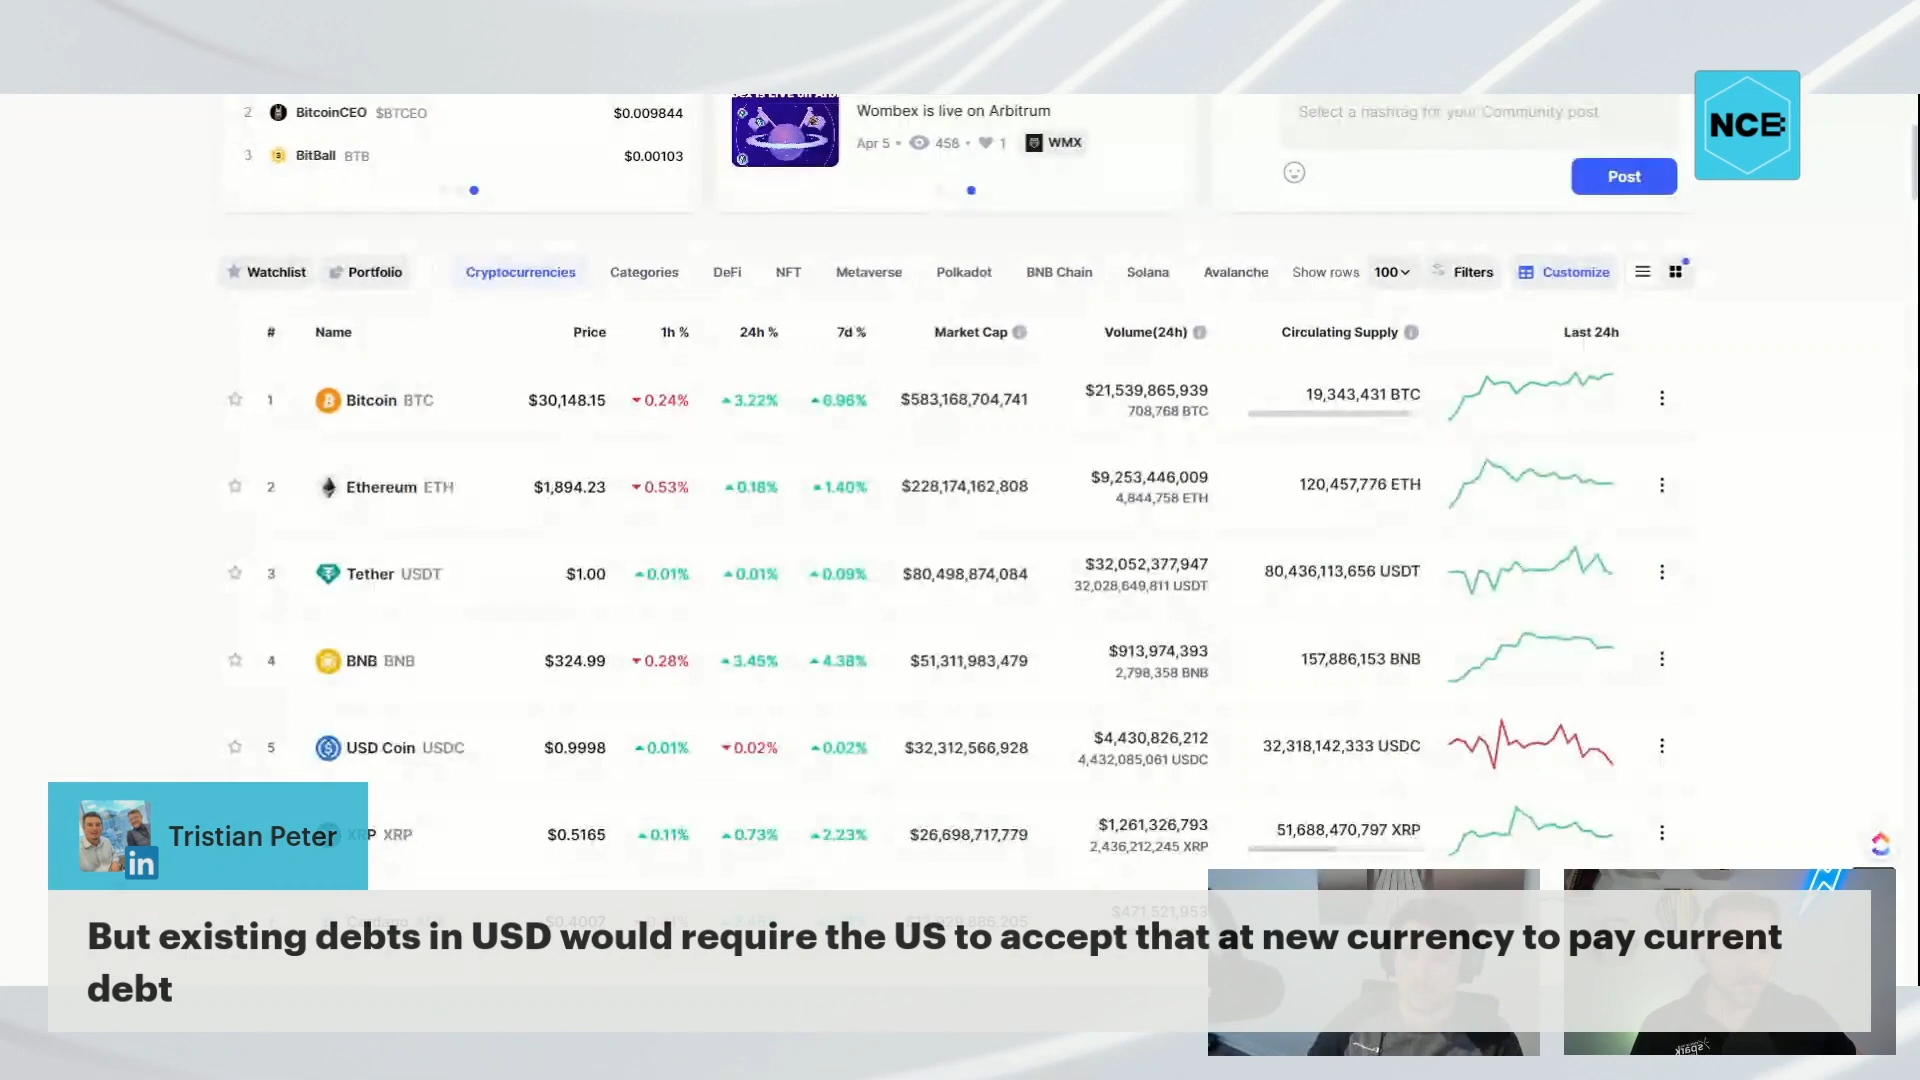 2 BitcoinCEO $BTCEO $0.009844
3 BitBall BTB $0.00103
Wombex is live on Arbitrum
Apr 5 • 458 • 1 WMX
Select a hashtag for your Community post
Post
NCE
Watchlist Portfolio Cryptocurrencies Categories DeFi NFT Metaverse Polkadot BNB Chain Solana Avalanche Show rows 100 Filters Customize
# Name Price 1h % 24h % 7d % Market Cap Volume(24h) Circulating Supply Last 24h
1 Bitcoin BTC $30,148.15 0.24% 3.22% 6.96% $583,168,704,741 $21,539,865,939 19,343,431 BTC
708,768 BTC
2 Ethereum ETH $1,894.23 0.53% 0.18% 1.40% $228,174,162,808 $9,253,446,009 120,457,776 ETH
4,844,758 ETH
3 Tether USDT $1.00 0.01% 0.01% 0.09% $80,498,874,084 $32,052,377,947 80,436,113,656 USDT
32,028,649,811 USDT
4 BNB BNB $324.99 0.28% 3.45% 4.38% $51,311,983,479 $913,974,393 157,886,153 BNB
2,798,358 BNB
5 USD Coin USDC $0.9998 0.01% 0.02% 0.02% $32,312,566,928 $4,430,826,212 32,318,142,333 USDC
4,432,085,061 USDC
XRP XRP $0.5165 0.11% 0.73% 2.23% $26,698,717,779 $1,261,326,793 51,688,470,797 XRP
2,436,212,245 XRP
in Tristian Peter
Cardano $0.4007 $471,521,953
But existing debts in USD would require the US to accept that at new currency to pay current
debt
spark